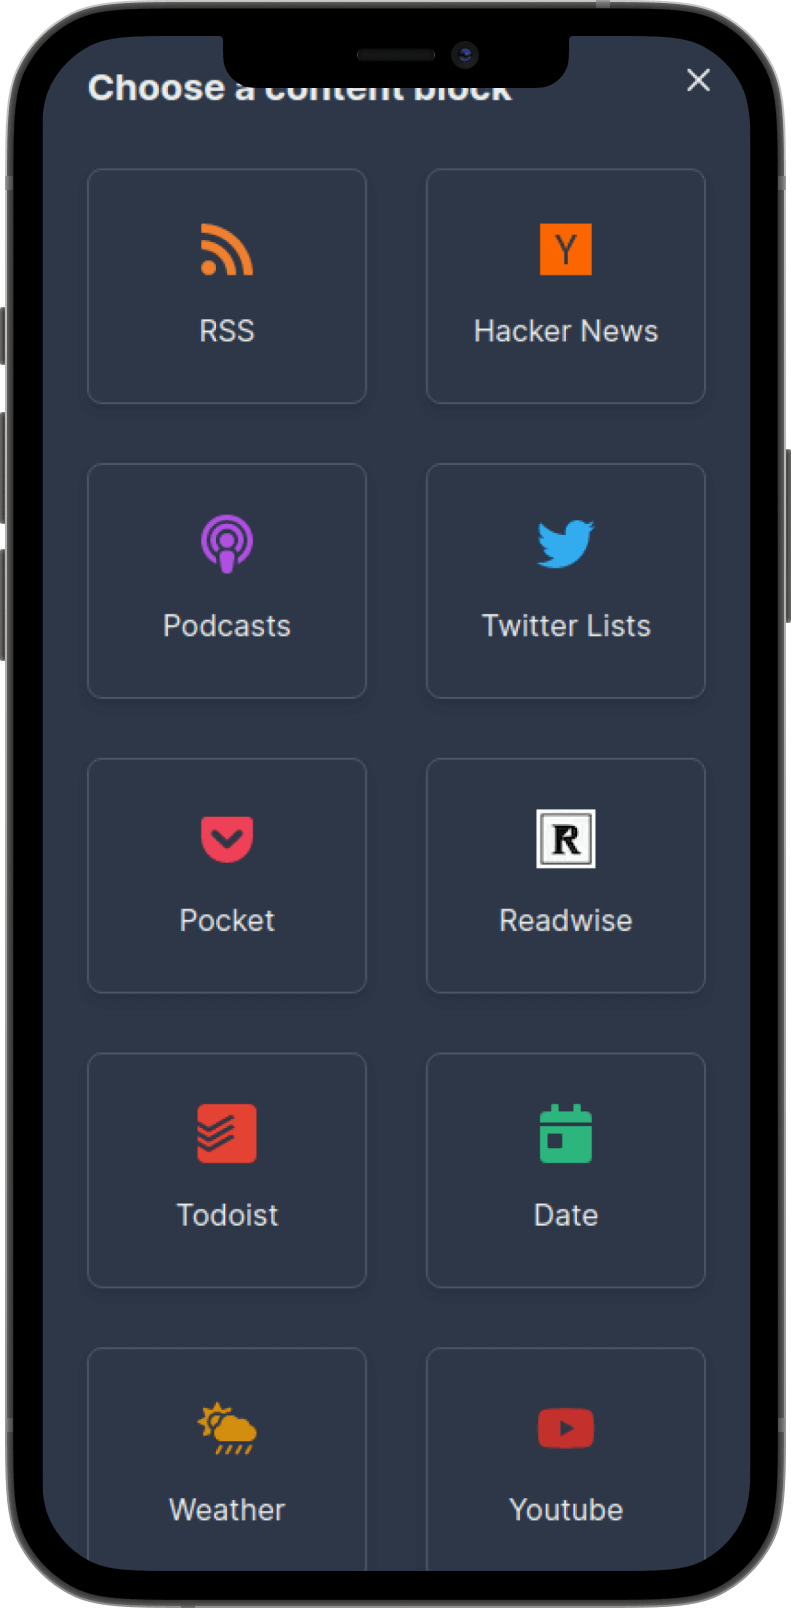 Choose a content block
RSS
Y
Hacker News
Podcasts
Twitter Lists
Pocket
R
Readwise
Todoist
Date
Weather
Youtube